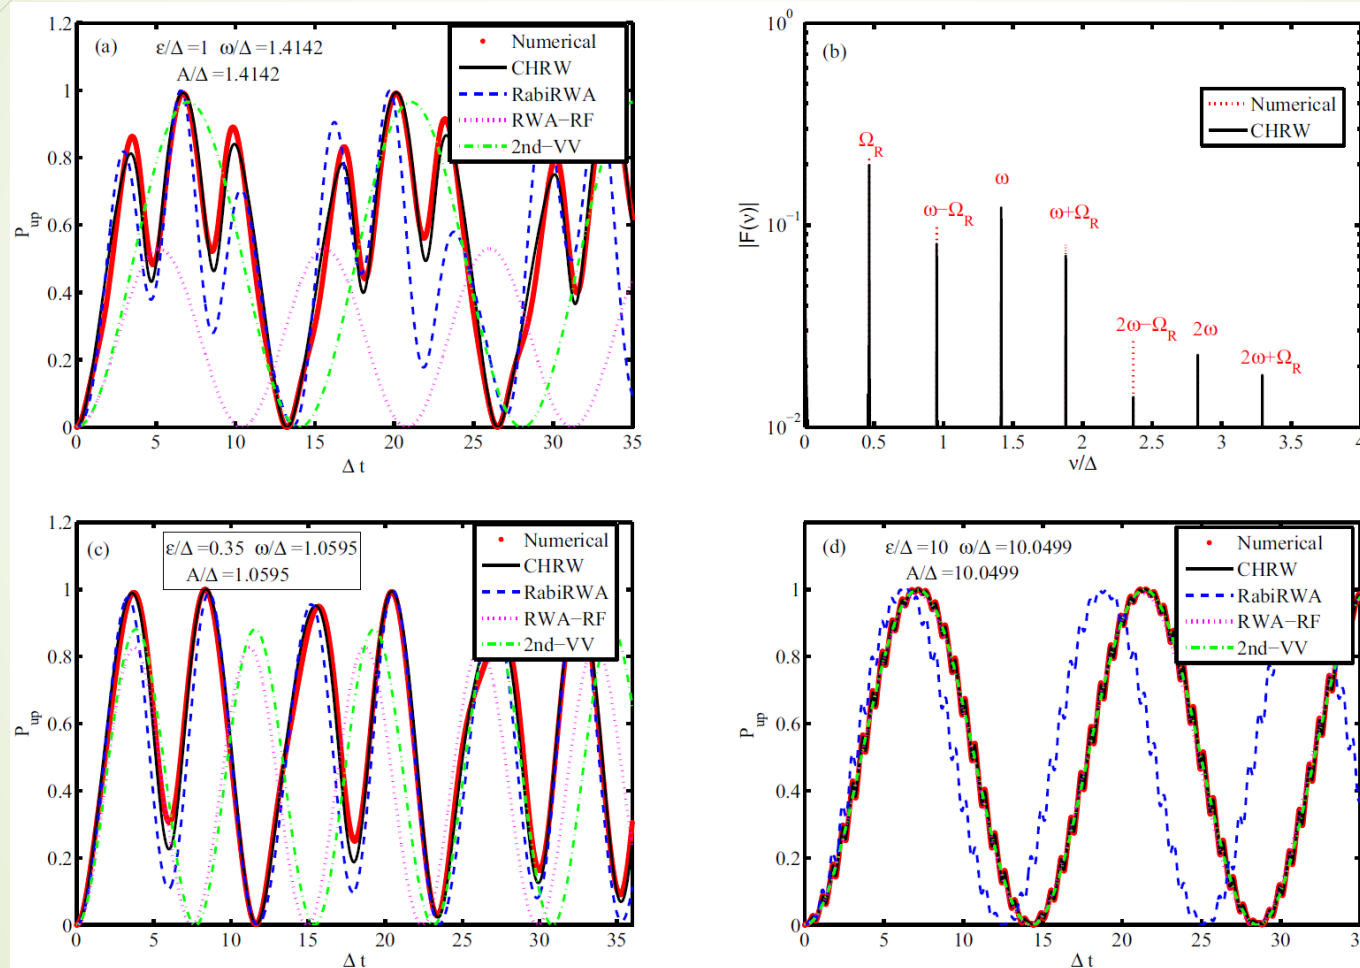 (a)
ε/Δ=1 ω/Δ=1.4142
A/Δ=1.4142
Numerical
CHRW
RabiRWA
RWA−RF
2nd−VV
1.2
1
0.8
0.6
0.4
0.2
0
P_up
0 5 10 15 20 25 30 35
Δ t
(b)
Numerical
CHRW
Ω_R
ω−Ω_R
ω
ω+Ω_R
2ω−Ω_R
2ω
2ω+Ω_R
10^0
10^−1
10^−2
|F(ν)|
0 0.5 1 1.5 2 2.5 3 3.5 4
ν/Δ
(c)
ε/Δ=0.35 ω/Δ=1.0595
A/Δ=1.0595
Numerical
CHRW
RabiRWA
RWA−RF
2nd−VV
1.2
1
0.8
0.6
0.4
0.2
0
P_up
0 5 10 15 20 25 30 35
Δ t
(d)
ε/Δ=10 ω/Δ=10.0499
A/Δ=10.0499
Numerical
CHRW
RabiRWA
RWA−RF
2nd−VV
1.2
1
0.8
0.6
0.4
0.2
0
P_up
0 5 10 15 20 25 30 35
Δ t